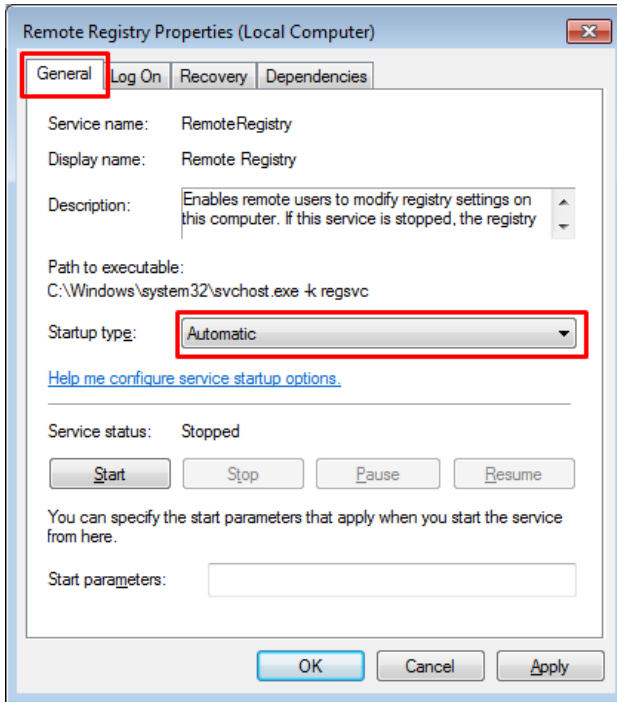 Remote Registry Properties (Local Computer)
General Log On Recovery Dependencies
Service name: RemoteRegistry
Display name: Remote Registry
Description: Enables remote users to modify registry settings on
this computer. If this service is stopped, the registry
Path to executable:
C:\Windows\system32\svchost.exe -k regsvc
Startup type: Automatic
Help me configure service startup options.
Service status: Stopped
Start Stop Pause Resume
You can specify the start parameters that apply when you start the service
from here.
Start parameters:
OK Cancel Apply